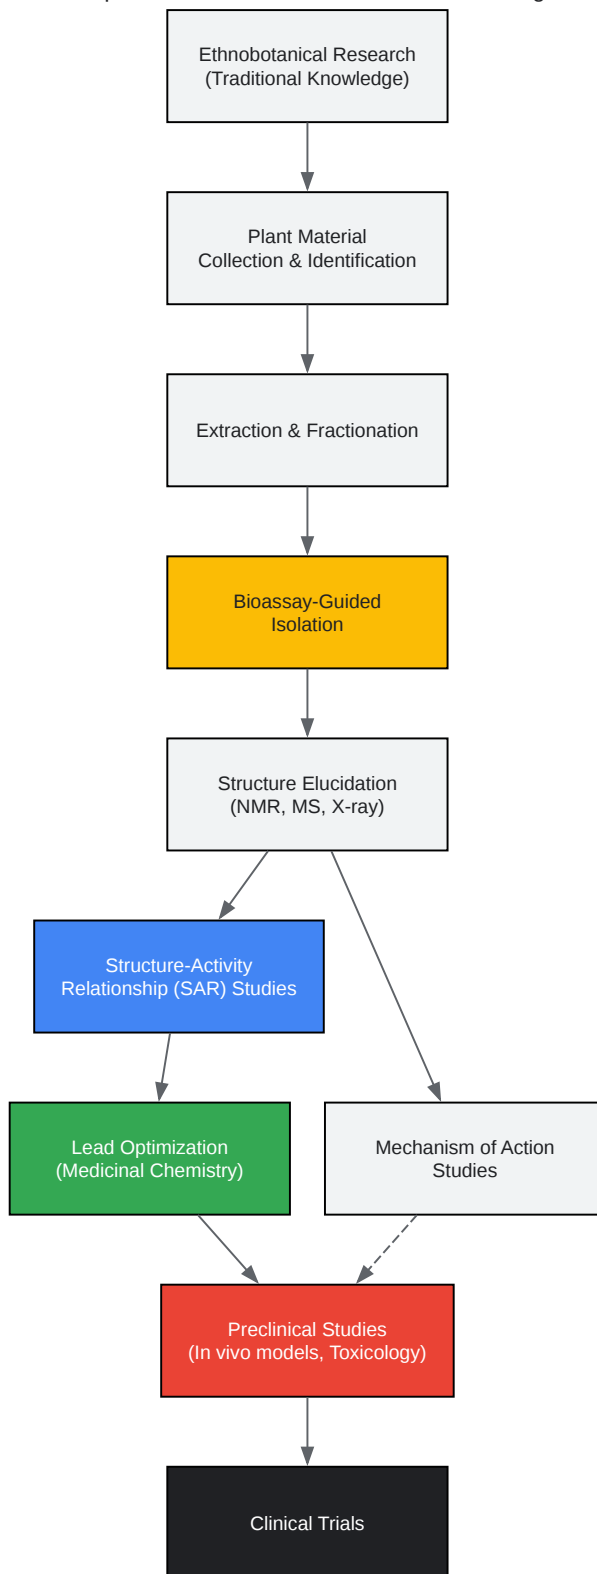 Ethnobotanical Research
(Traditional Knowledge)
Plant Material
Collection & Identification
Extraction & Fractionation
Bioassay-Guided
Isolation
Structure Elucidation
(NMR, MS, X-ray)
Structure-Activity
Relationship (SAR) Studies
Lead Optimization
(Medicinal Chemistry)
Mechanism of Action
Studies
Preclinical Studies
(In vivo models, Toxicology)
Clinical Trials